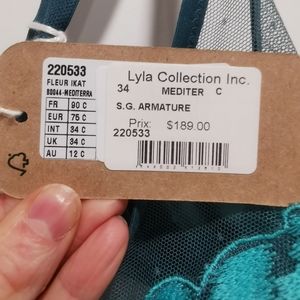 220533
FLEUR IKAT
80044-MEDITERRA
FR 90 C
EUR 75 C
INT 34 C
UK 34 C
AU 12 C
Lyla Collection Inc.
34 MEDITER C
S.G. ARMATURE
Prix: $189.00
220533